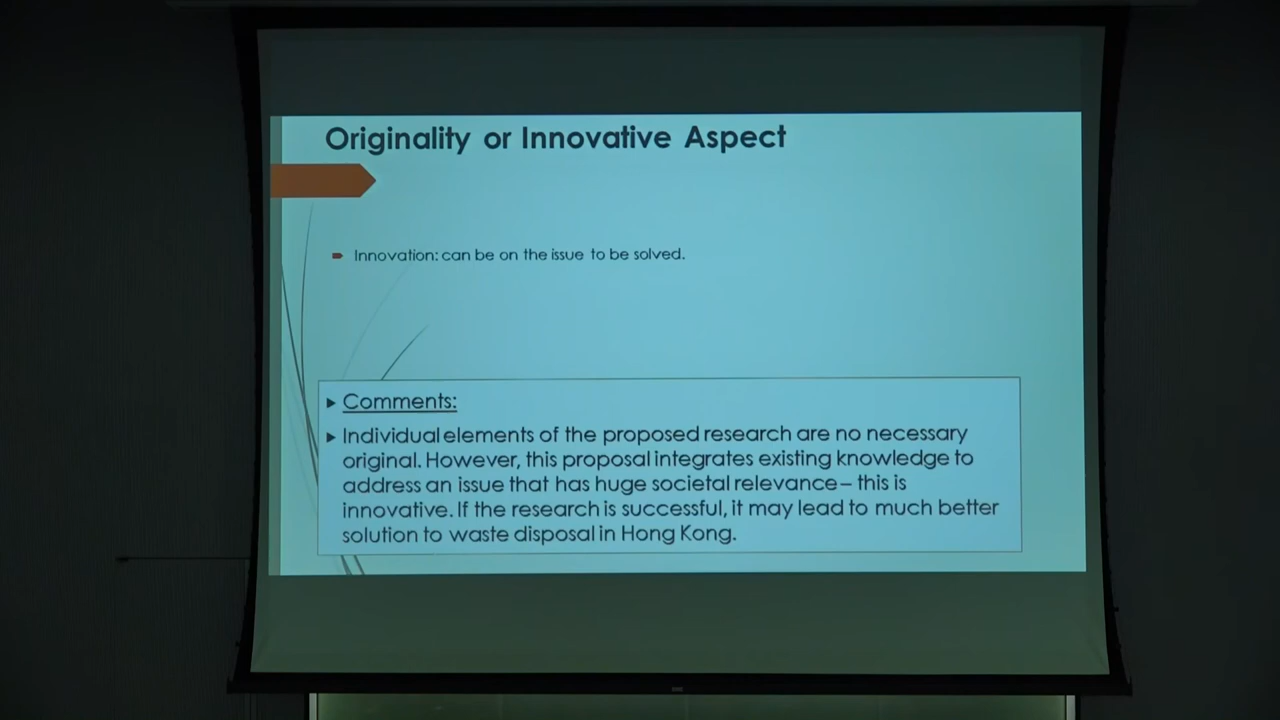 Originality or Innovative Aspect
Innovation: can be on the issue to be solved.
Comments:
Individual elements of the proposed research are no necessary
original. However, this proposal integrates existing knowledge to
address an issue that has huge societal relevance – this is
innovative. If the research is successful, it may lead to much better
solution to waste disposal in Hong Kong.